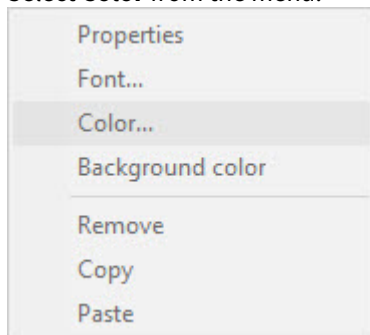 Select Color from the menu.
Properties
Font...
Color...
Background color
Remove
Copy
Paste